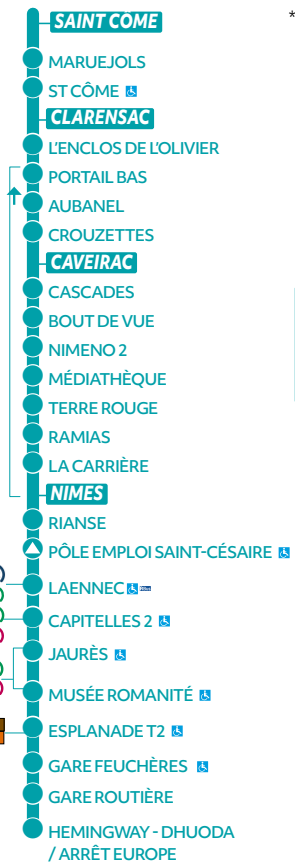 SAINT CÔME
*
MARUEJOLS
ST CÔME
CLARENSAC
L'ENCLOS DE L'OLIVIER
PORTAIL BAS
AUBANEL
CROUZETTES
CAVEIRAC
CASCADES
BOUT DE VUE
NIMENO 2
MÉDIATHÈQUE
TERRE ROUGE
RAMIAS
LA CARRIÈRE
NIMES
RIANSE
PÔLE EMPLOI SAINT-CÉSAIRE
LAENNEC
CAPITELLES 2
JAURÈS
MUSÉE ROMANITÉ
ESPLANADE T2
GARE FEUCHÈRES
GARE ROUTIÈRE
HEMINGWAY - DHUODA
/ ARRÊT EUROPE